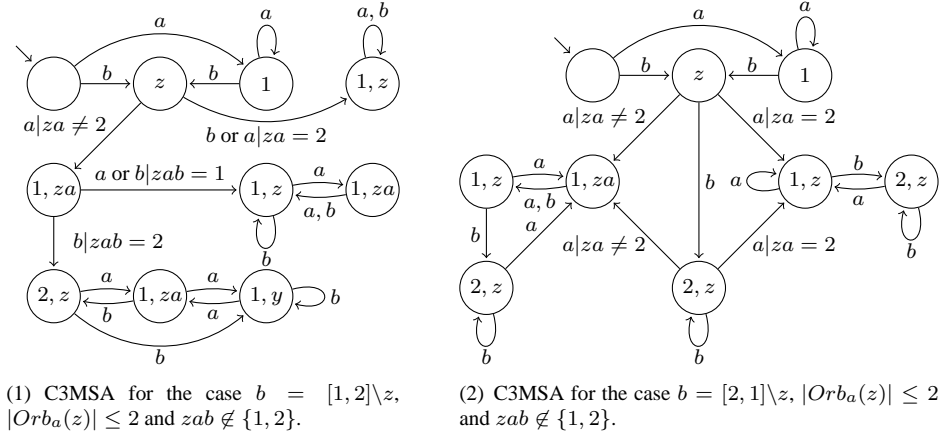 a
a
a, b
b
z
b
1
1, z
a|za ≠ 2
b or a|za = 2
1, za
a or b|zab = 1
1, z
a
a, b
1, za
b
b|zab = 2
2, z
a
b
1, za
a
a
1, y
b
b
(1) C3MSA for the case b = [1, 2]\z,
|Orb_a(z)| ≤ 2 and zab ∉ {1, 2}.
a
a
b
z
b
1
a|za ≠ 2
a|za = 2
1, z
a
a, b
1, za
b
a
1, z
b
a
2, z
b
a
a|za ≠ 2
a|za = 2
b
2, z
2, z
b
b
(2) C3MSA for the case b = [2, 1]\z, |Orb_a(z)| ≤ 2
and zab ∉ {1, 2}.